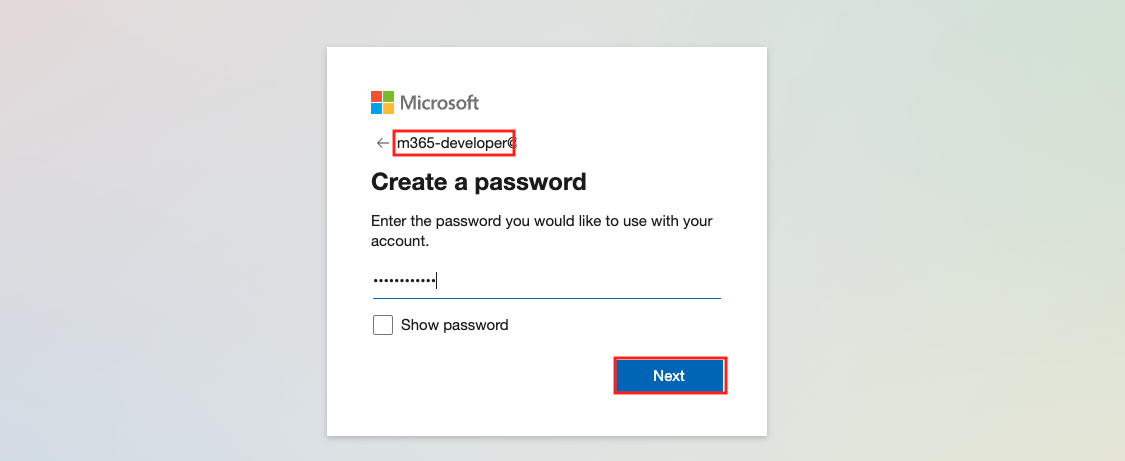 Microsoft
m365-developer@
Create a password
Enter the password you would like to use with your
account.
••••••••••••
Show password
Next